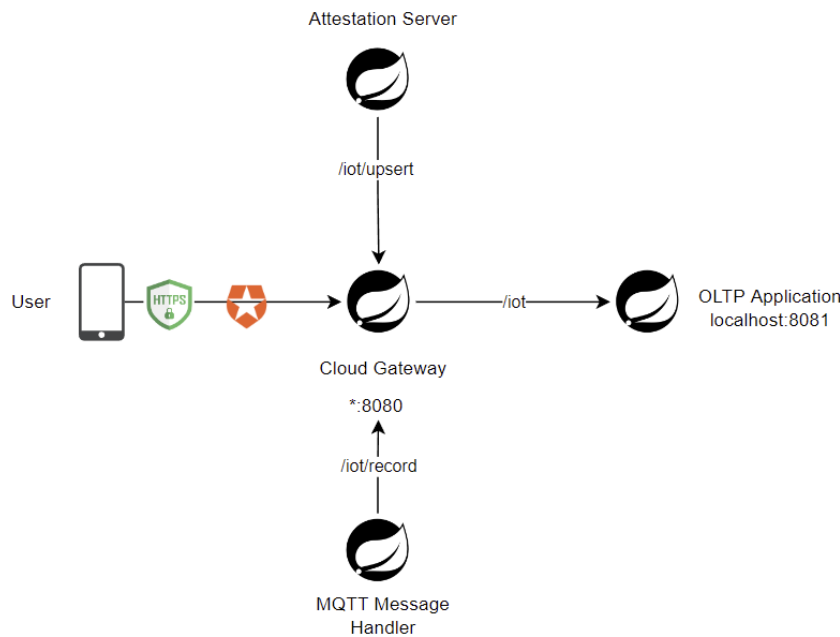 Attestation Server
/iot/upsert
User
HTTPS
/iot
OLTP Application
localhost:8081
Cloud Gateway
*:8080
/iot/record
MQTT Message
Handler